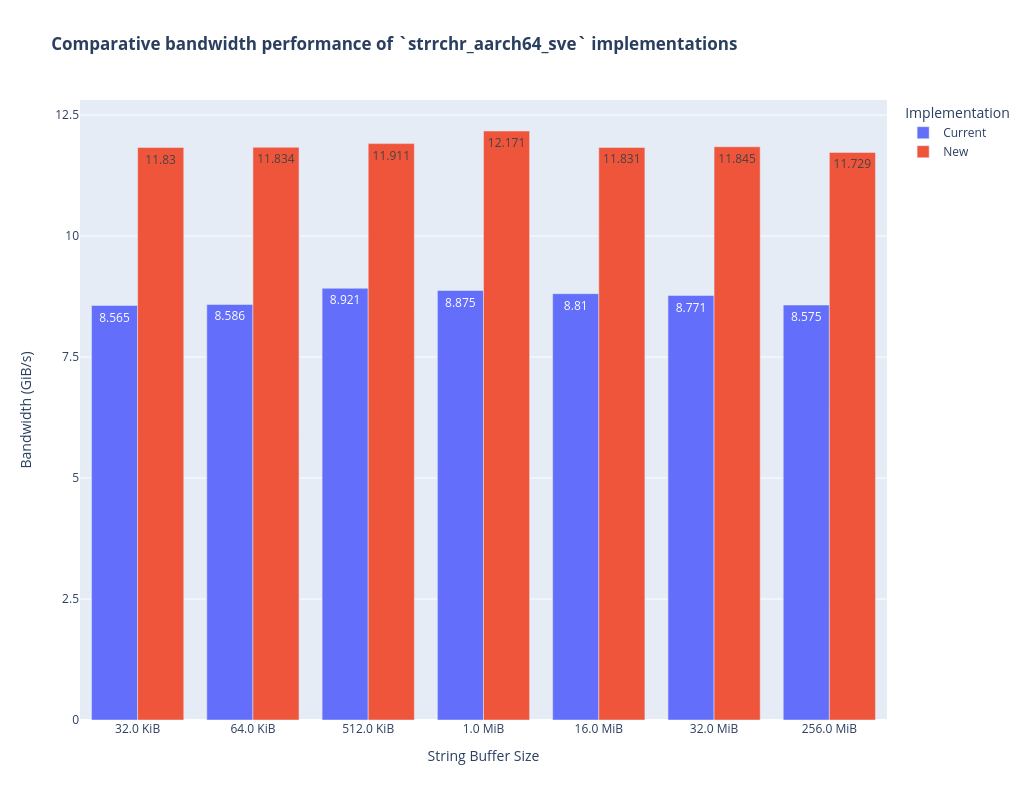 Comparative bandwidth performance of `strrchr_aarch64_sve` implementations
Implementation
Current
New
Bandwidth (GiB/s)
12.5
10
7.5
5
2.5
0
8.565
11.83
8.586
11.834
8.921
11.911
8.875
12.171
8.81
11.831
8.771
11.845
8.575
11.729
32.0 KiB
64.0 KiB
512.0 KiB
1.0 MiB
16.0 MiB
32.0 MiB
256.0 MiB
String Buffer Size